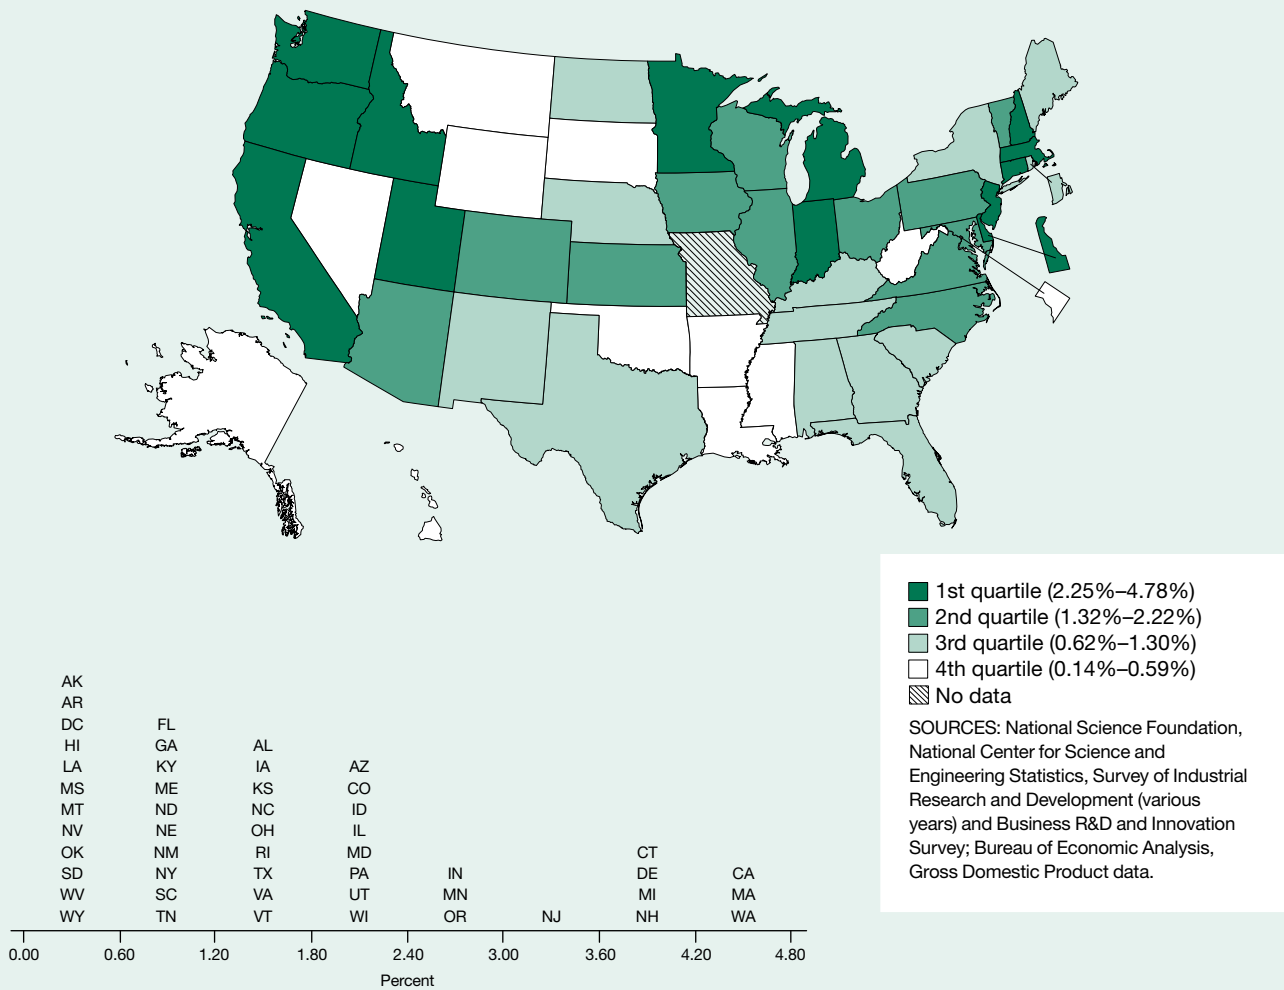 1st quartile (2.25%–4.78%)
2nd quartile (1.32%–2.22%)
3rd quartile (0.62%–1.30%)
4th quartile (0.14%–0.59%)
No data
SOURCES: National Science Foundation,
National Center for Science and
Engineering Statistics, Survey of Industrial
Research and Development (various
years) and Business R&D and Innovation
Survey; Bureau of Economic Analysis,
Gross Domestic Product data.
AK
AR
DC FL
HI GA AL
LA KY IA AZ
MS ME KS CO
MT ND NC ID
NV NE OH IL
OK NM RI MD CT
SD NY TX PA IN DE CA
WV SC VA UT MN MI MA
WY TN VT WI OR NJ NH WA
0.00 0.60 1.20 1.80 2.40 3.00 3.60 4.20 4.80
Percent